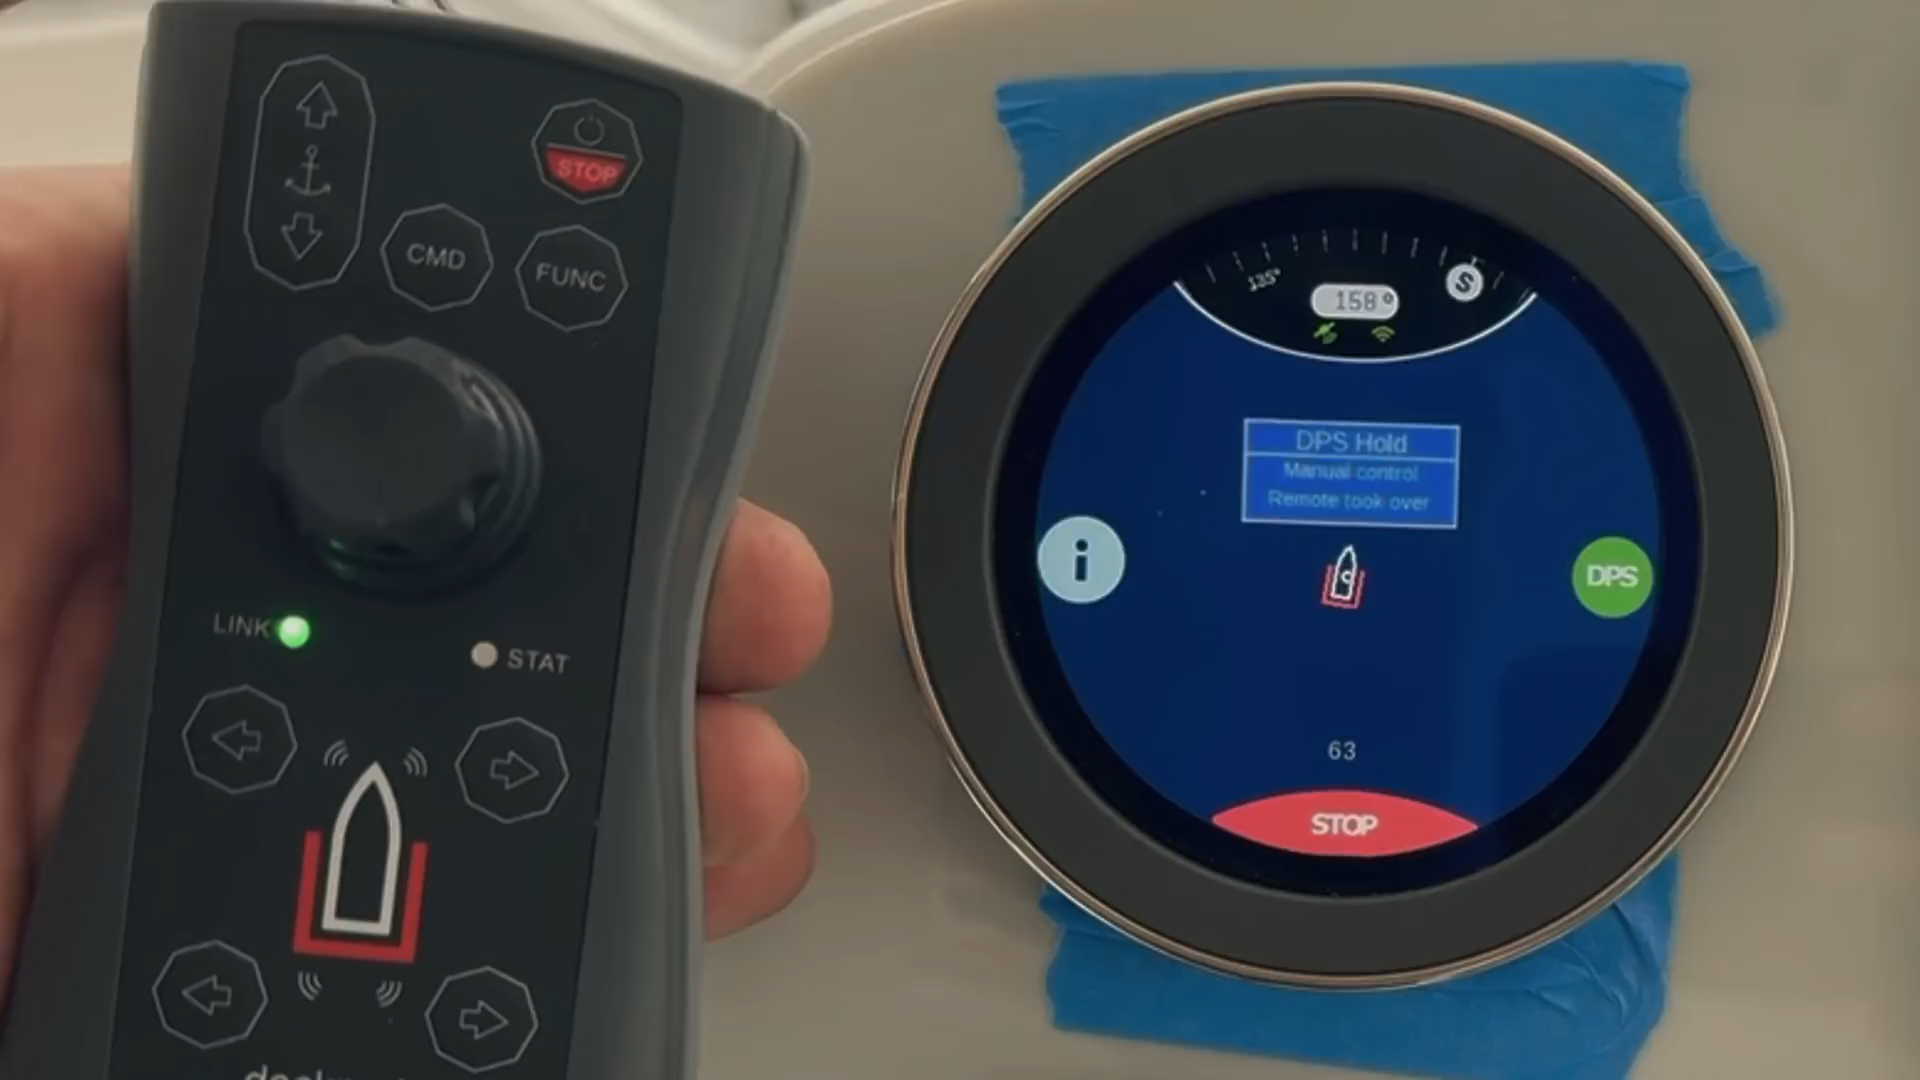 STOP
CMD
FUNC
LINK
STAT
135°
158°
S
DPS Hold
Manual control
Remote took over
i
DPS
63
STOP